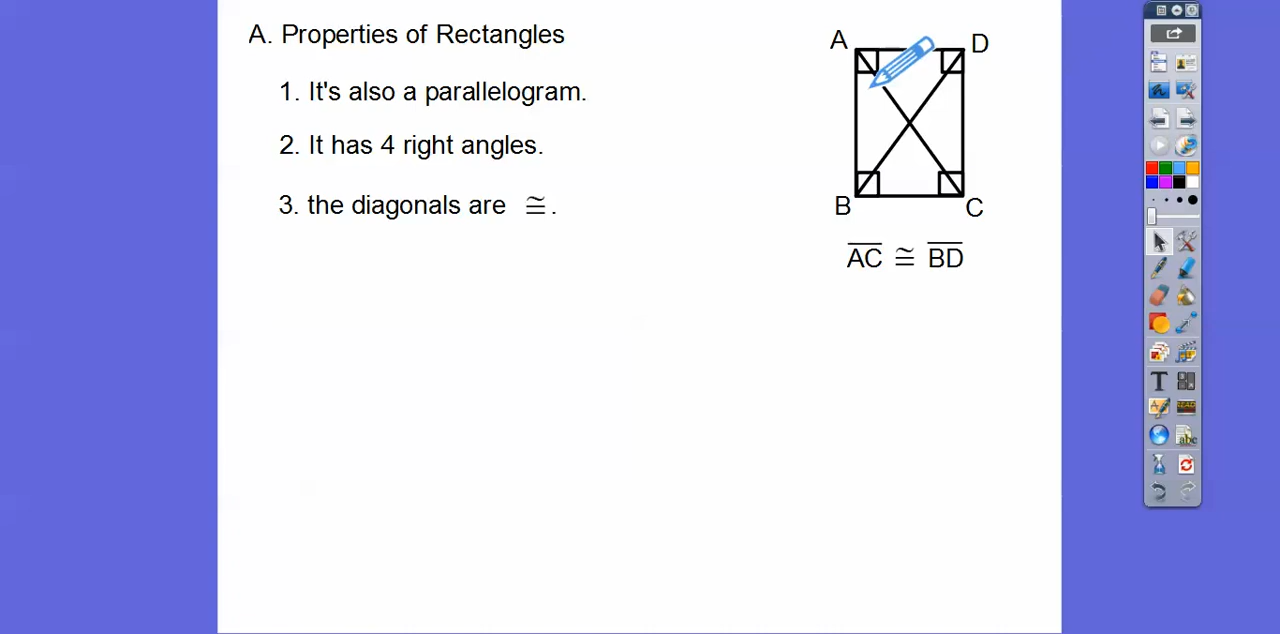 A. Properties of Rectangles
1. It's also a parallelogram.
2. It has 4 right angles.
3. the diagonals are ≅.
A
D
B
C
AC ≅ BD
T
abc